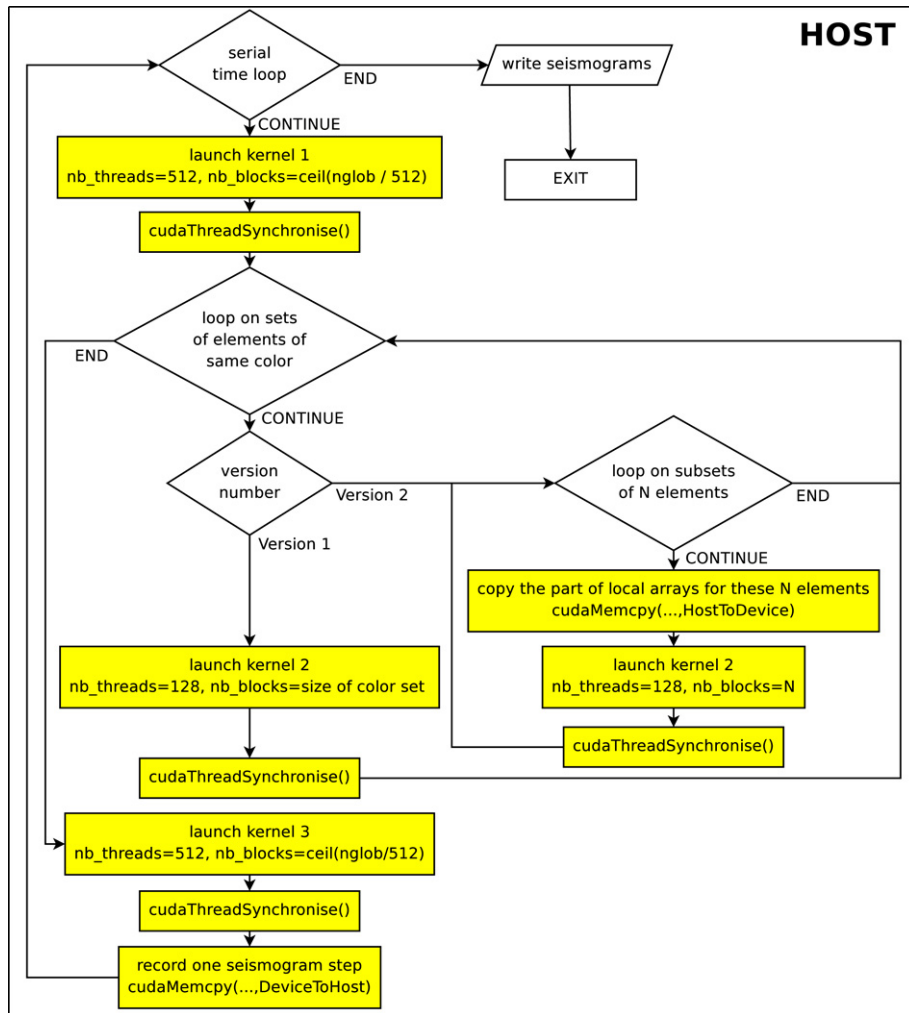 HOST
serial
time loop
END
write seismograms
CONTINUE
launch kernel 1
nb_threads=512, nb_blocks=ceil(nglob / 512)
EXIT
cudaThreadSynchronise()
loop on sets
of elements of
same color
END
CONTINUE
version
number
Version 2
loop on subsets
of N elements
END
Version 1
CONTINUE
copy the part of local arrays for these N elements
cudaMemcpy(...,HostToDevice)
launch kernel 2
nb_threads=128, nb_blocks=size of color set
launch kernel 2
nb_threads=128, nb_blocks=N
cudaThreadSynchronise()
cudaThreadSynchronise()
launch kernel 3
nb_threads=512, nb_blocks=ceil(nglob/512)
cudaThreadSynchronise()
record one seismogram step
cudaMemcpy(...,DeviceToHost)